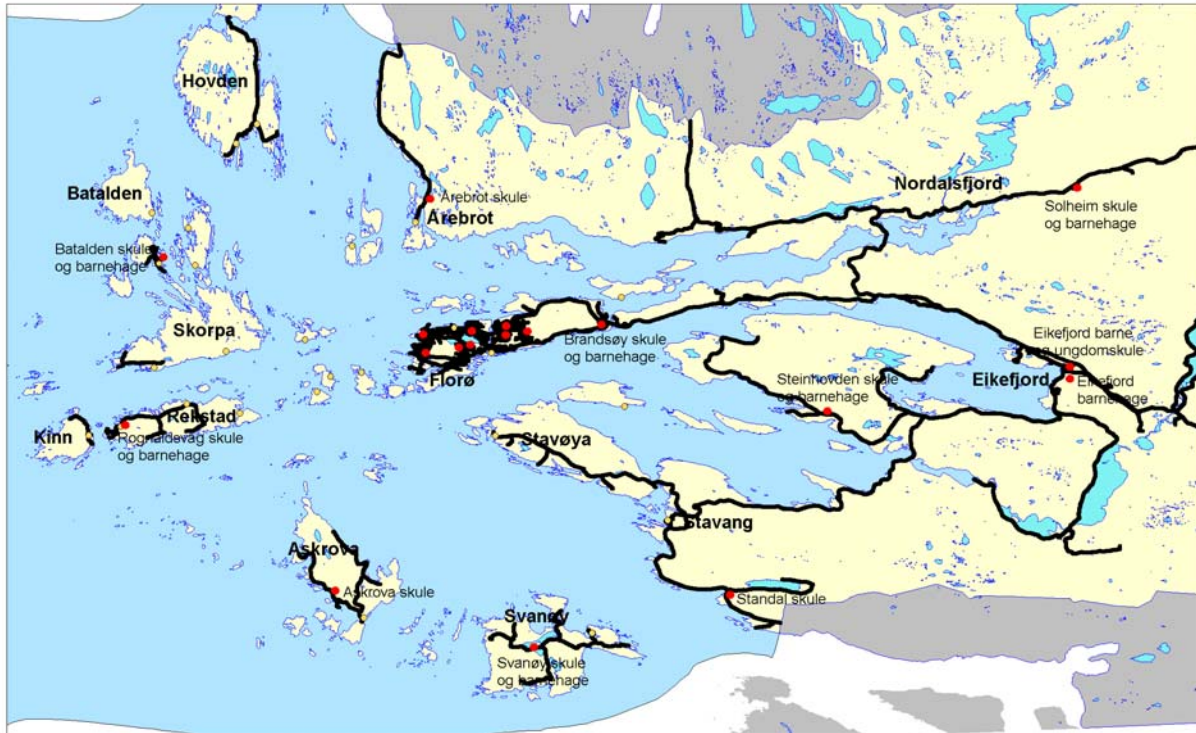 Hovden
Batalden
Nordalsfjord
Årebrot skule
Årebrot
Solheim skule
og barnehage
Batalden skule
og barnehage
Skorpa
Brandsøy skule
og barnehage
Eikefjord barne
og ungdomskule
Florø
Steinhovden skule
og barnehage
Eikefjord
Eikefjord
barnehage
Rekstad
Kinn
Rognaldsvåg skule
og barnehage
Stavøya
Stavang
Askrova
Askrova skule
Standal skule
Svanøy
Svanøy skule
og barnehage